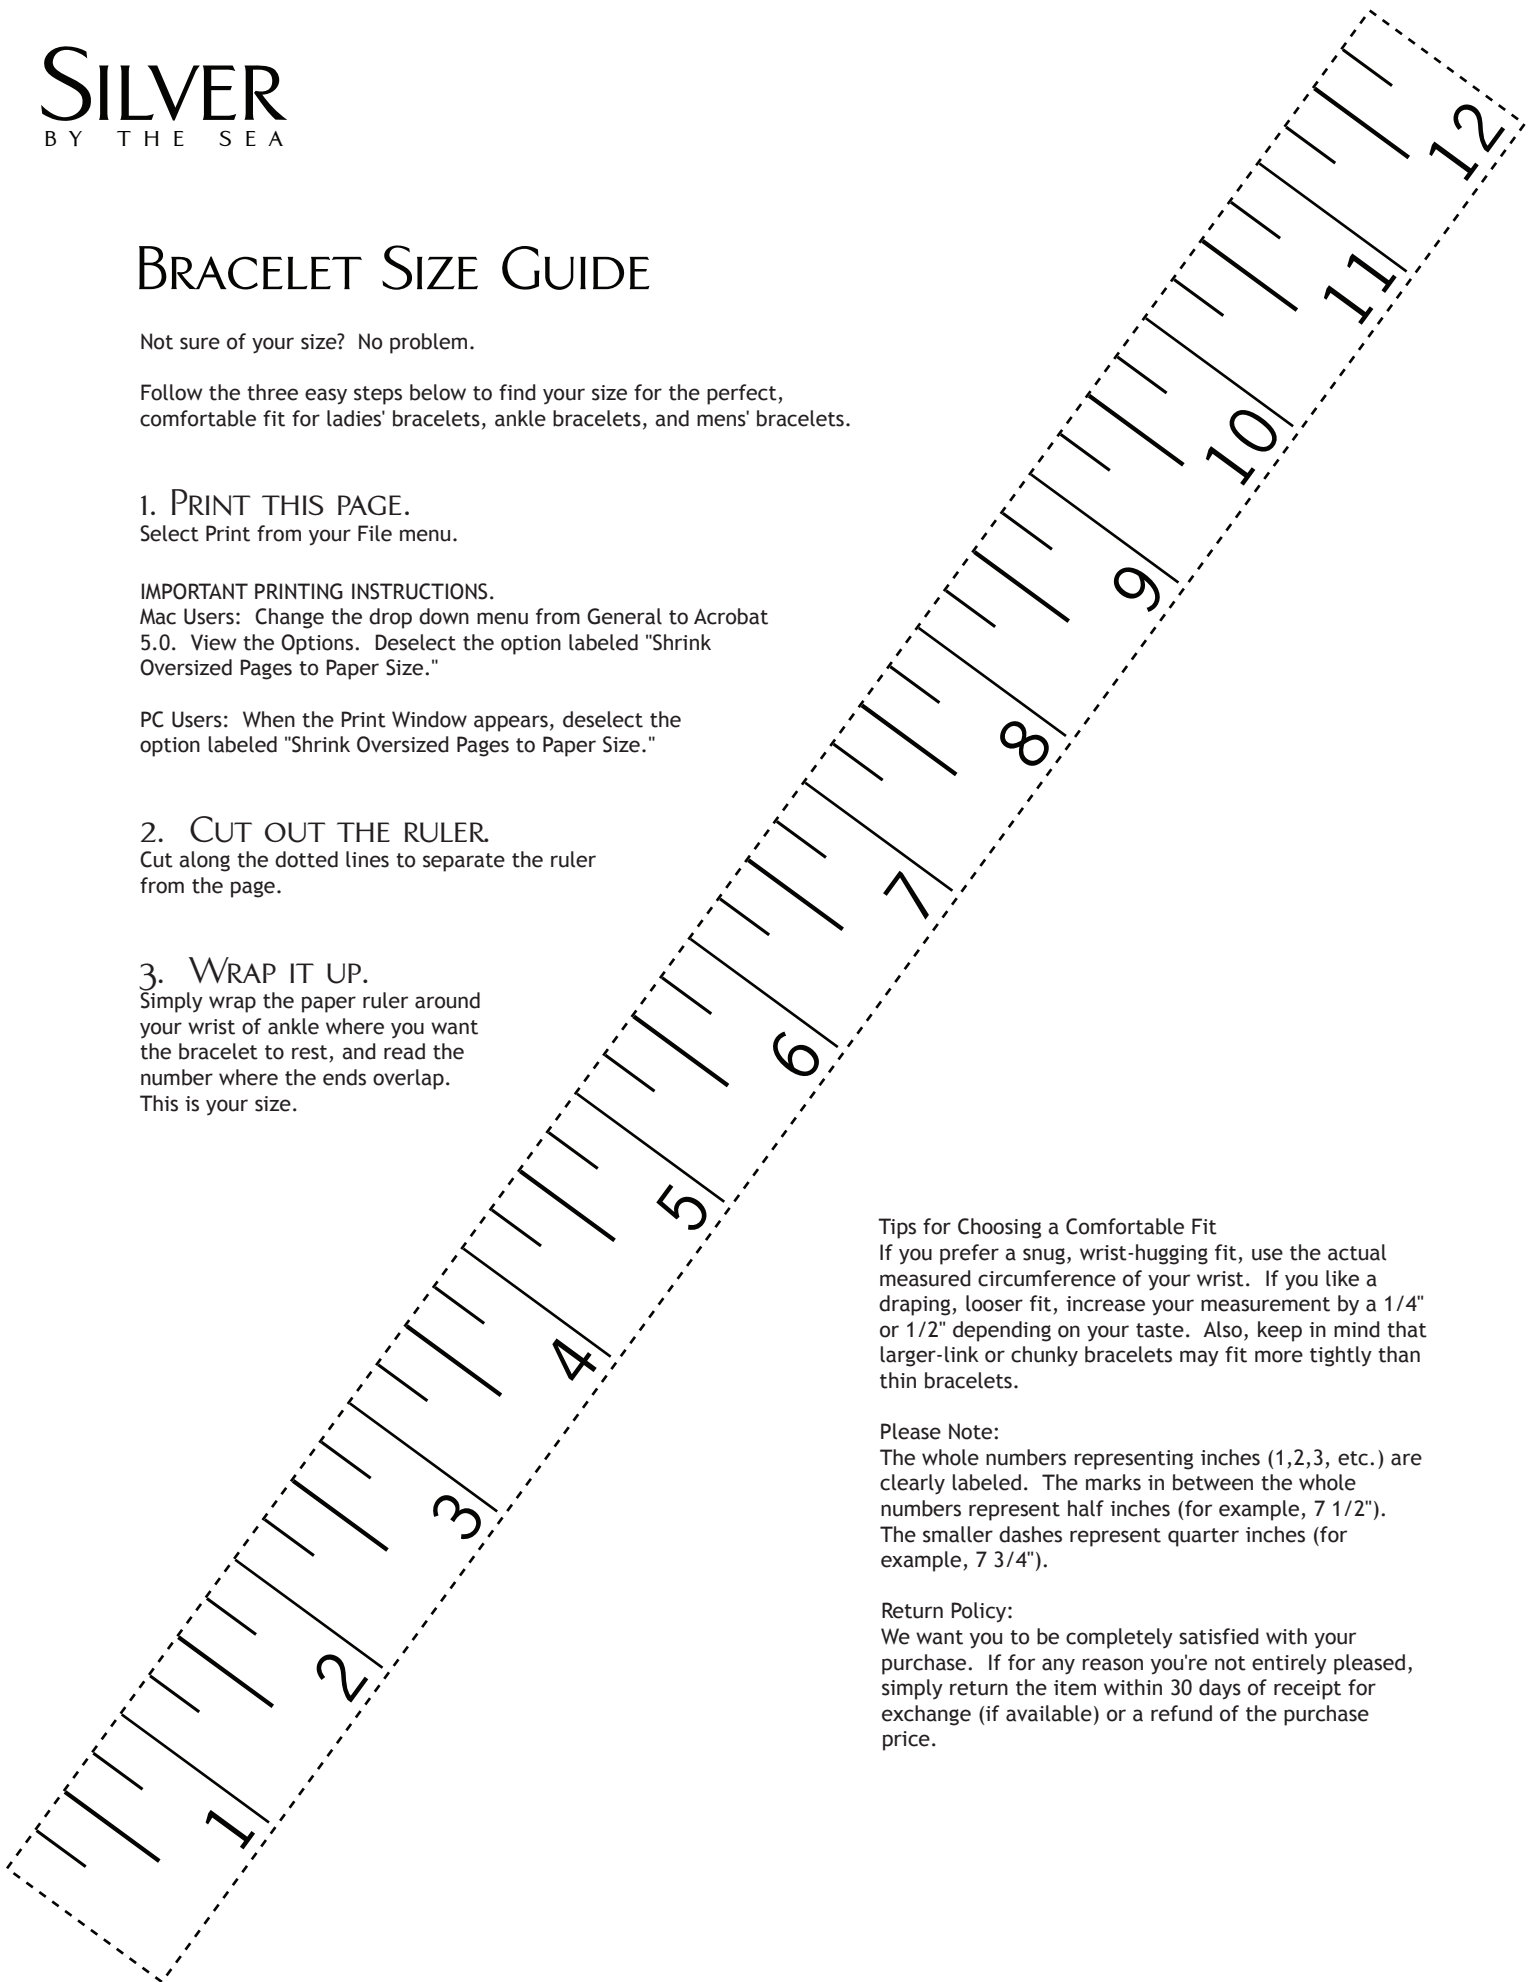 SILVER
BY THE SEA
BRACELET SIZE GUIDE
Not sure of your size?  No problem.
Follow the three easy steps below to find your size for the perfect,
comfortable fit for ladies' bracelets, ankle bracelets, and mens' bracelets.
1. PRINT THIS PAGE.
Select Print from your File menu.
IMPORTANT PRINTING INSTRUCTIONS.
Mac Users:  Change the drop down menu from General to Acrobat
5.0.  View the Options.  Deselect the option labeled "Shrink
Oversized Pages to Paper Size."
PC Users:  When the Print Window appears, deselect the
option labeled "Shrink Oversized Pages to Paper Size."
2.  CUT OUT THE RULER.
Cut along the dotted lines to separate the ruler
from the page.
3.  WRAP IT UP.
Simply wrap the paper ruler around
your wrist of ankle where you want
the bracelet to rest, and read the
number where the ends overlap.
This is your size.
1
2
3
4
5
6
7
8
9
10
11
12
Tips for Choosing a Comfortable Fit
If you prefer a snug, wrist-hugging fit, use the actual
measured circumference of your wrist.  If you like a
draping, looser fit, increase your measurement by a 1/4"
or 1/2" depending on your taste.  Also, keep in mind that
larger-link or chunky bracelets may fit more tightly than
thin bracelets.
Please Note:
The whole numbers representing inches (1,2,3, etc.) are
clearly labeled.  The marks in between the whole
numbers represent half inches (for example, 7 1/2").
The smaller dashes represent quarter inches (for
example, 7 3/4").
Return Policy:
We want you to be completely satisfied with your
purchase.  If for any reason you're not entirely pleased,
simply return the item within 30 days of receipt for
exchange (if available) or a refund of the purchase
price.